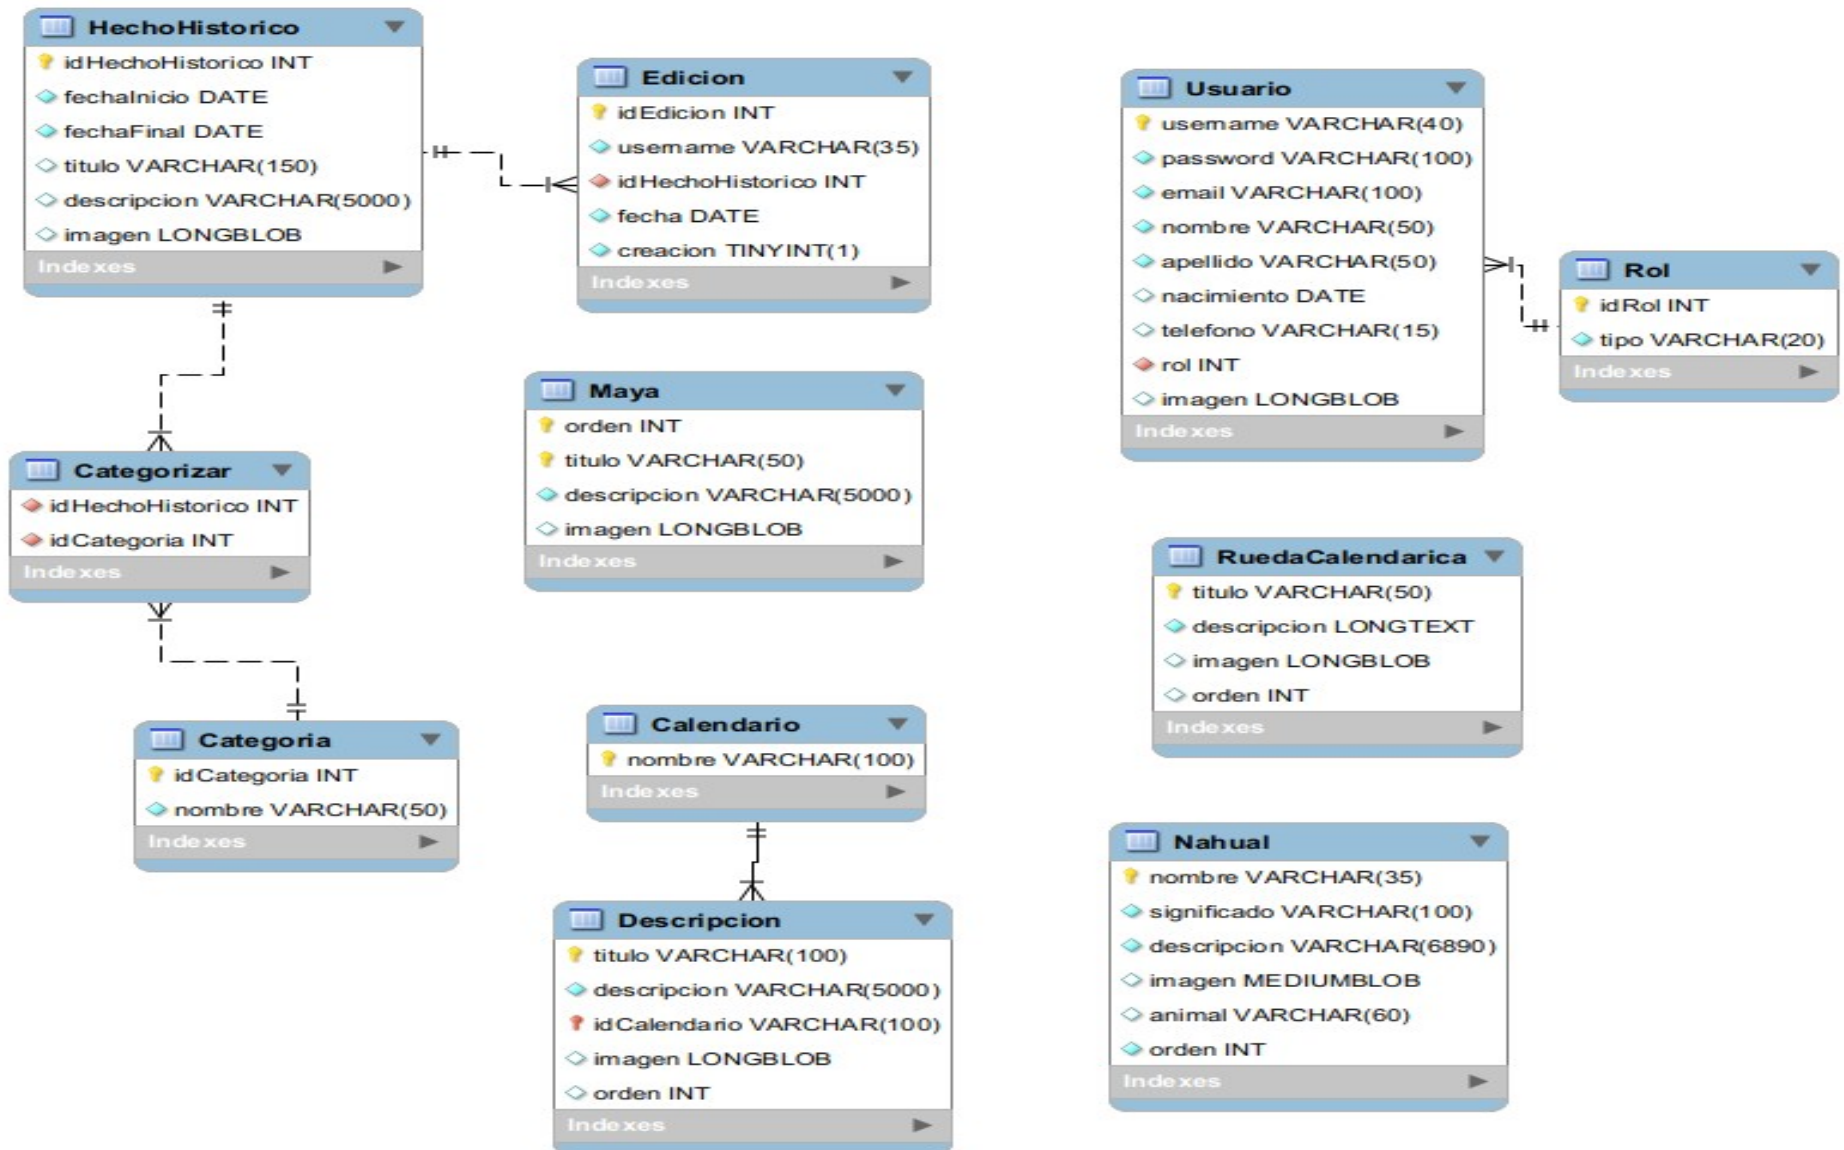 HechoHistorico
idHechoHistorico INT
fechaInicio DATE
fechaFinal DATE
titulo VARCHAR(150)
descripcion VARCHAR(5000)
imagen LONGBLOB
Indexes
Edicion
idEdicion INT
username VARCHAR(35)
idHechoHistorico INT
fecha DATE
creacion TINYINT(1)
Indexes
Usuario
username VARCHAR(40)
password VARCHAR(100)
email VARCHAR(100)
nombre VARCHAR(50)
apellido VARCHAR(50)
nacimiento DATE
telefono VARCHAR(15)
rol INT
imagen LONGBLOB
Indexes
Rol
idRol INT
tipo VARCHAR(20)
Indexes
Maya
orden INT
titulo VARCHAR(50)
descripcion VARCHAR(5000)
imagen LONGBLOB
Indexes
Categorizar
idHechoHistorico INT
idCategoria INT
Indexes
RuedaCalendarica
titulo VARCHAR(50)
descripcion LONGTEXT
imagen LONGBLOB
orden INT
Indexes
Categoria
idCategoria INT
nombre VARCHAR(50)
Indexes
Calendario
nombre VARCHAR(100)
Indexes
Descripcion
titulo VARCHAR(100)
descripcion VARCHAR(5000)
idCalendario VARCHAR(100)
imagen LONGBLOB
orden INT
Indexes
Nahual
nombre VARCHAR(35)
significado VARCHAR(100)
descripcion VARCHAR(6890)
imagen MEDIUMBLOB
animal VARCHAR(60)
orden INT
Indexes